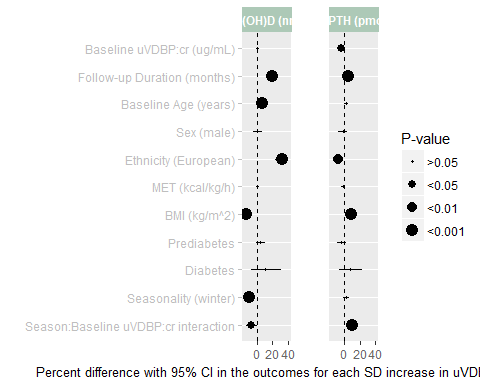 (OH)D (nm PTH (pmo
Baseline uVDBP:cr (ug/mL)
Follow-up Duration (months)
Baseline Age (years)
Sex (male)
Ethnicity (European)
MET (kcal/kg/h)
BMI (kg/m^2)
Prediabetes
Diabetes
Seasonality (winter)
Season:Baseline uVDBP:cr interaction
0 20 40 0 20 40
Percent difference with 95% CI in the outcomes for each SD increase in uVDI
P-value
>0.05
<0.05
<0.01
<0.001